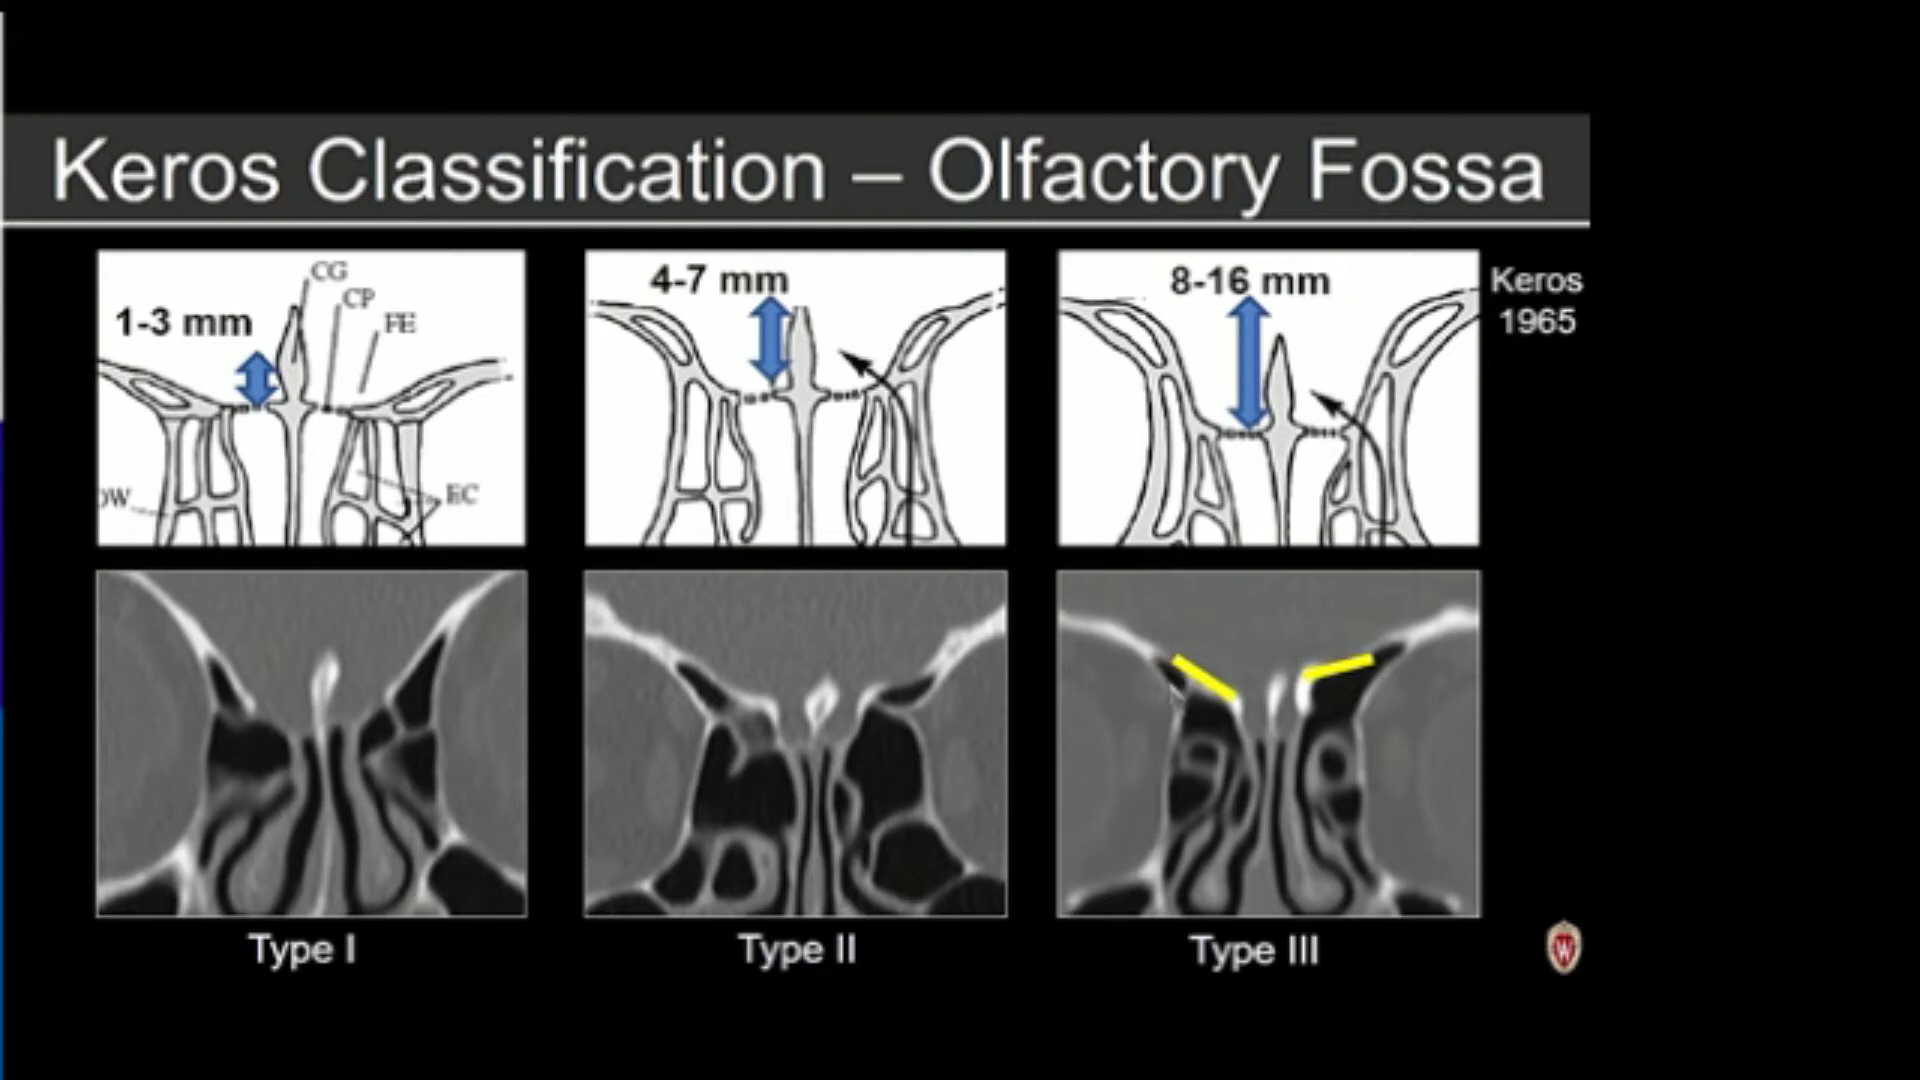 Keros Classification – Olfactory Fossa
1-3 mm
CG
CP
FE
EC
4-7 mm
8-16 mm
Keros
1965
Type I
Type II
Type III
W